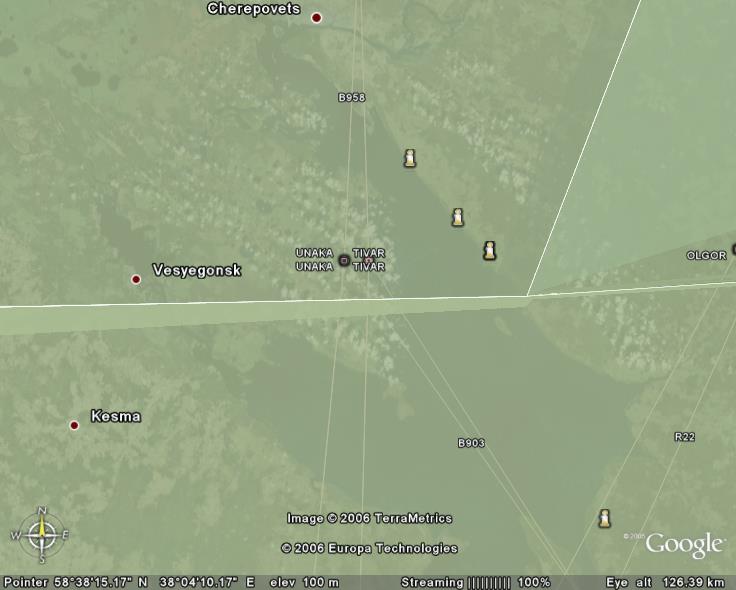 Cherepovets
B958
UNAKA TIVAR
UNAKA TIVAR
OLGOR
Vesyegonsk
Kesma
B903
R22
N
W E
S
Image © 2006 TerraMetrics
© 2006 Europa Technologies
© 2006 Google
Pointer 58°38'15.17" N 38°04'10.17" E elev 100 m Streaming |||||||||| 100% Eye alt 126.39 km